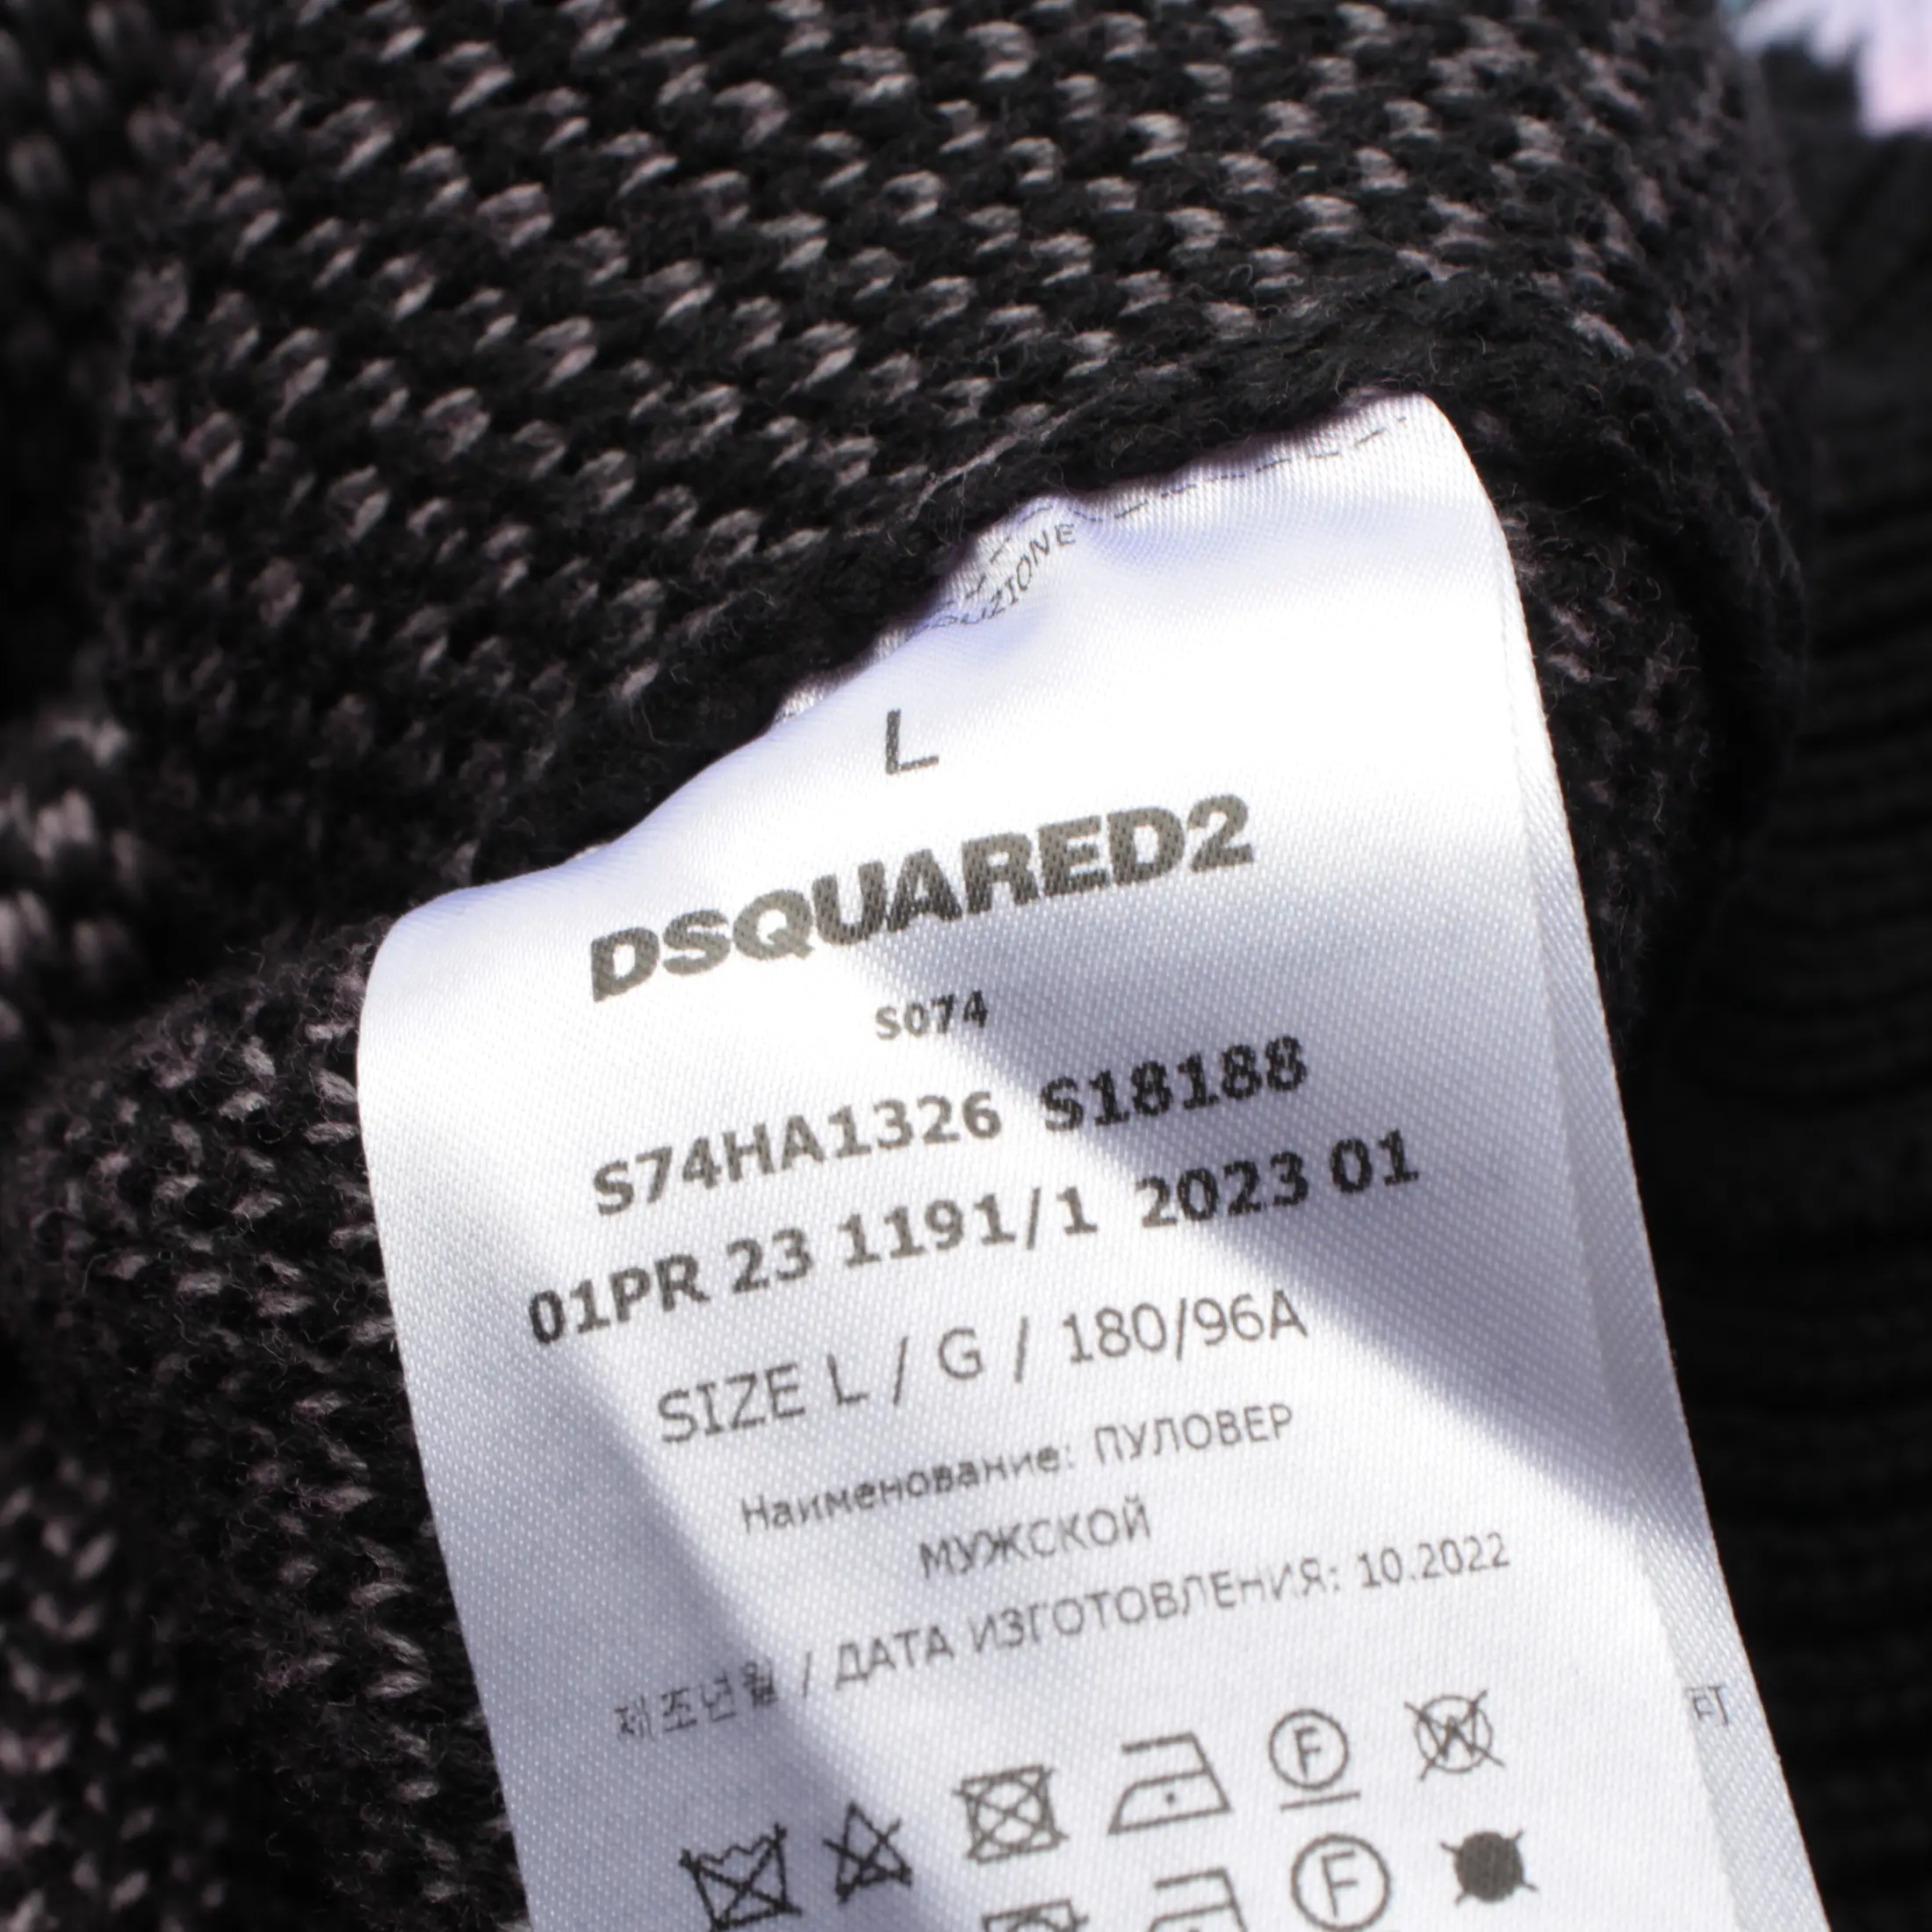 L
DSQUARED2
S074
S74HA1326 S18188
01PR 23 1191/1 2023 01
SIZE L / G / 180/96A
Наименование: ПУЛОВЕР
МУЖСКОЙ
제조년월 / ДАТА ИЗГОТОВЛЕНИЯ: 10.2022
F
W
F